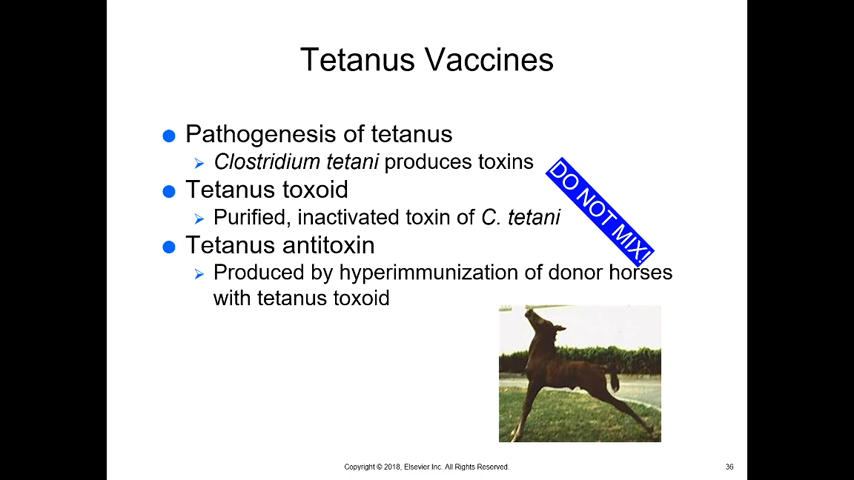 Tetanus Vaccines
Pathogenesis of tetanus
Clostridium tetani produces toxins
DO NOT MIX!
Tetanus toxoid
Purified, inactivated toxin of C. tetani
Tetanus antitoxin
Produced by hyperimmunization of donor horses
with tetanus toxoid
Copyright © 2018, Elsevier Inc. All Rights Reserved.
36